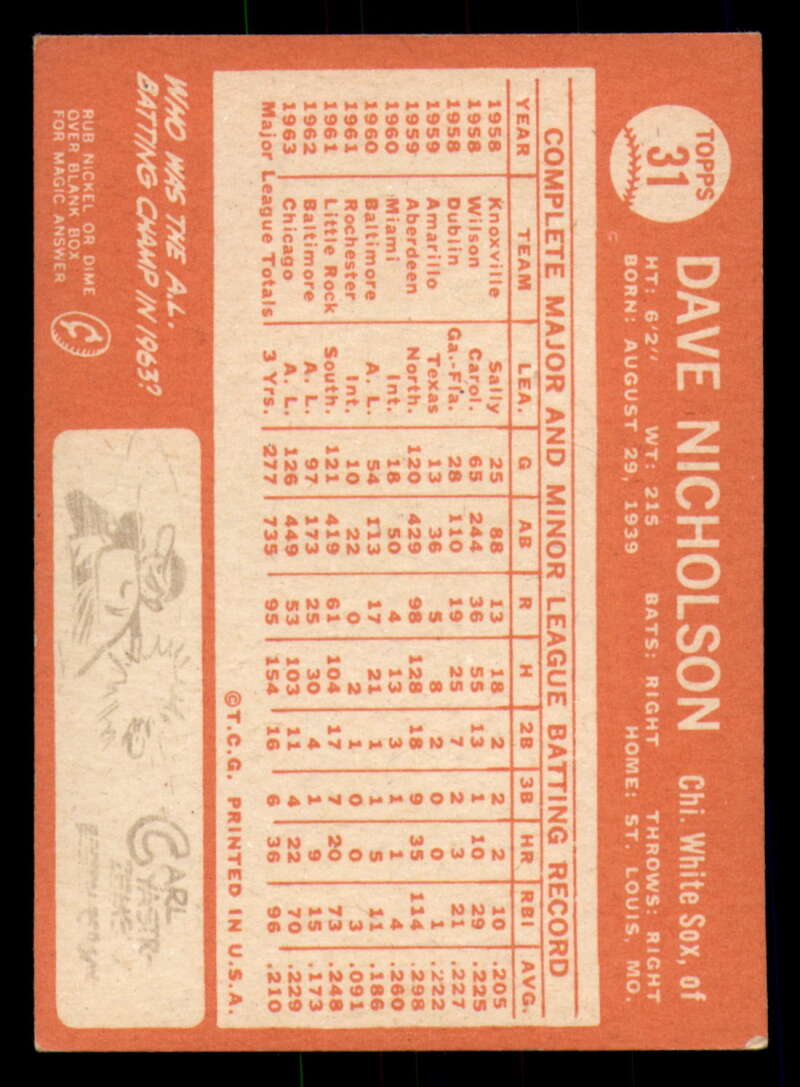 TOPPS
31
DAVE NICHOLSON Chi. White Sox, of
HT: 6'2" WT: 215 BATS: RIGHT THROWS: RIGHT
BORN: AUGUST 29, 1939 HOME: ST. LOUIS, MO.
COMPLETE MAJOR AND MINOR LEAGUE BATTING RECORD
YEAR TEAM LEA. G AB R H 2B 3B HR RBI AVG.
1958 Knoxville Sally 25 88 13 18 2 2 2 10 .205
1958 Wilson Carol. 65 244 36 55 13 1 10 29 .225
1958 Dublin Ga.-Fla. 28 110 19 25 7 2 3 21 .227
1959 Amarillo Texas 13 36 5 8 2 0 0 1 .222
1959 Aberdeen North. 120 429 98 128 18 9 35 114 .298
1960 Miami Int. 18 50 4 13 3 1 1 4 .260
1960 Baltimore A. L. 54 113 17 21 1 1 5 11 .186
1961 Rochester Int. 10 22 0 2 1 0 0 3 .091
1961 Little Rock South. 121 419 61 104 17 7 20 73 .248
1962 Baltimore A. L. 97 173 25 30 4 1 9 15 .173
1963 Chicago A. L. 126 449 53 103 11 4 22 70 .229
Major League Totals 3 Yrs. 277 735 95 154 16 6 36 96 .210
©T.C.G. PRINTED IN U.S.A.
WHO WAS THE A.L.
BATTING CHAMP IN 1963?
RUB NICKEL OR DIME
OVER BLANK BOX
FOR MAGIC ANSWER
CARL
YASTR-
ZEMSKI